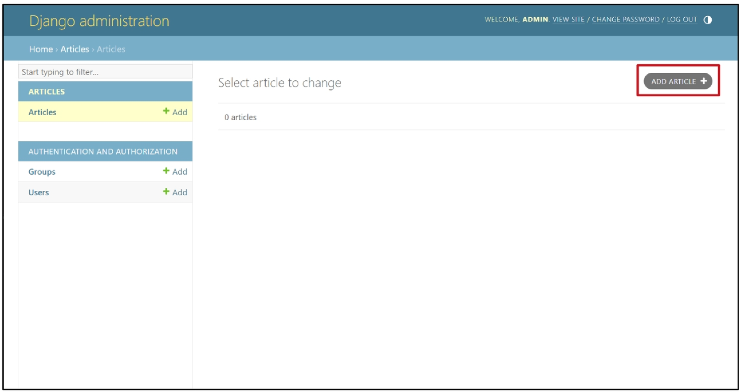 Django administration
WELCOME, ADMIN. VIEW SITE / CHANGE PASSWORD / LOG OUT
Home › Articles › Articles
Start typing to filter...
ARTICLES
Articles + Add
AUTHENTICATION AND AUTHORIZATION
Groups + Add
Users + Add
Select article to change
ADD ARTICLE +
0 articles